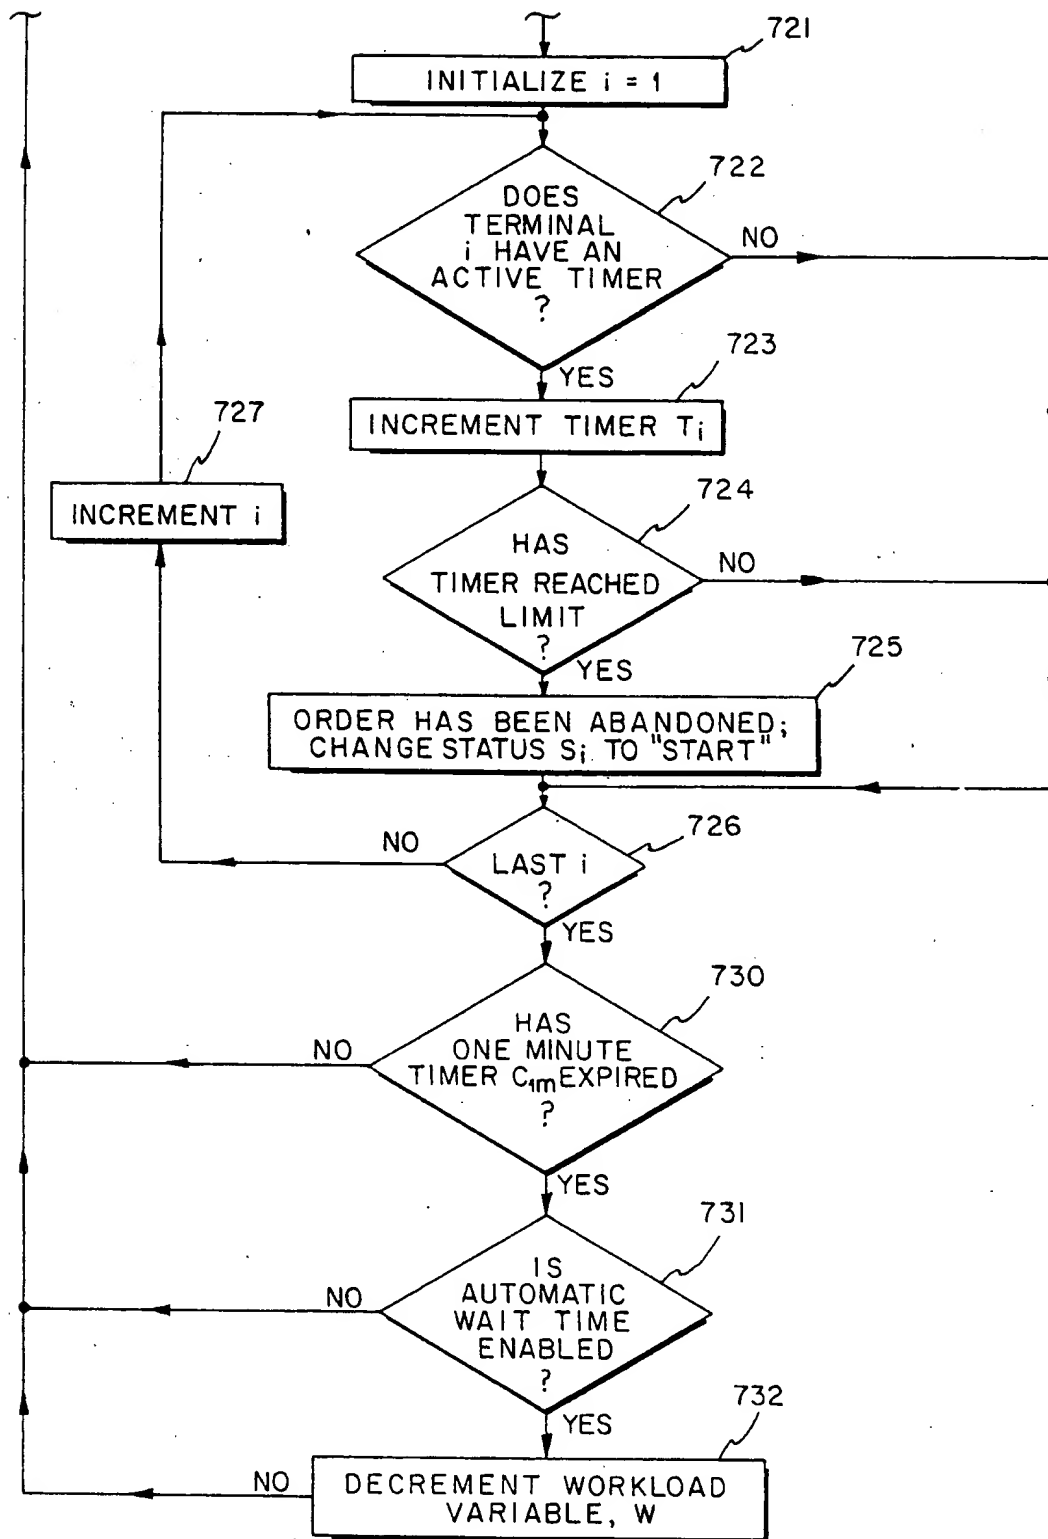 721
INITIALIZE i = 1
722
DOES
TERMINAL
i HAVE AN
ACTIVE TIMER
?
NO
YES
723
INCREMENT TIMER Ti
727
INCREMENT i
724
HAS
TIMER REACHED
LIMIT
?
NO
YES
725
ORDER HAS BEEN ABANDONED;
CHANGE STATUS Si TO "START"
726
NO
LAST i
?
YES
730
HAS
ONE MINUTE
TIMER C1m EXPIRED
?
NO
YES
731
IS
AUTOMATIC
WAIT TIME
ENABLED
?
NO
YES
732
NO
DECREMENT WORKLOAD
VARIABLE, W